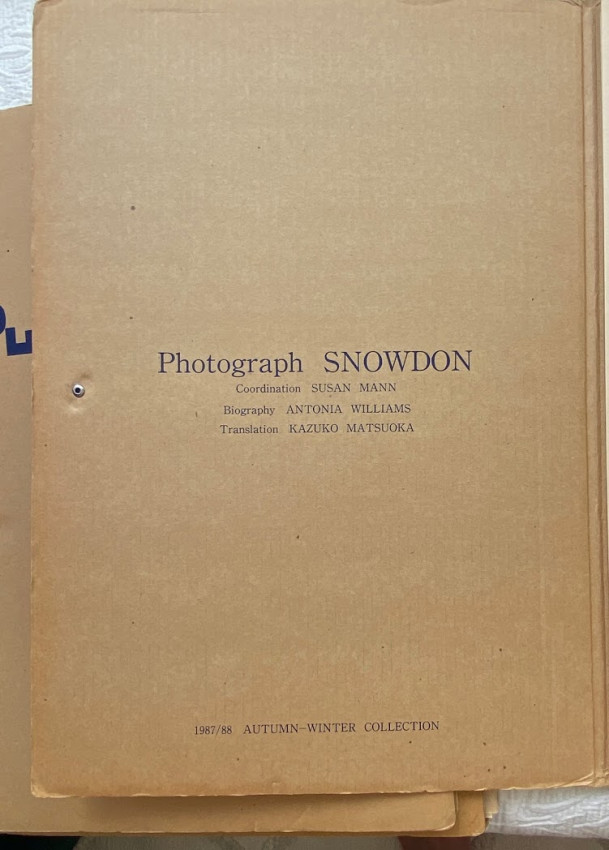 Photograph SNOWDON
Coordination SUSAN MANN
Biography ANTONIA WILLIAMS
Translation KAZUKO MATSUOKA
1987/88 AUTUMN–WINTER COLLECTION